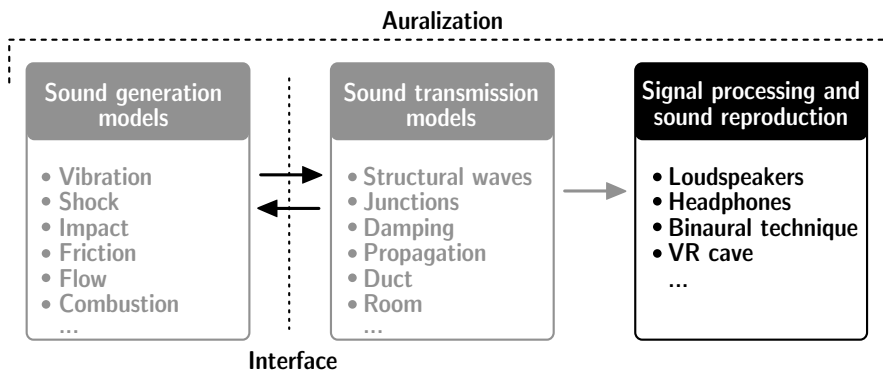 Auralization
Sound generation
models
• Vibration
• Shock
• Impact
• Friction
• Flow
• Combustion
...
Interface
Sound transmission
models
• Structural waves
• Junctions
• Damping
• Propagation
• Duct
• Room
...
Signal processing and
sound reproduction
• Loudspeakers
• Headphones
• Binaural technique
• VR cave
...